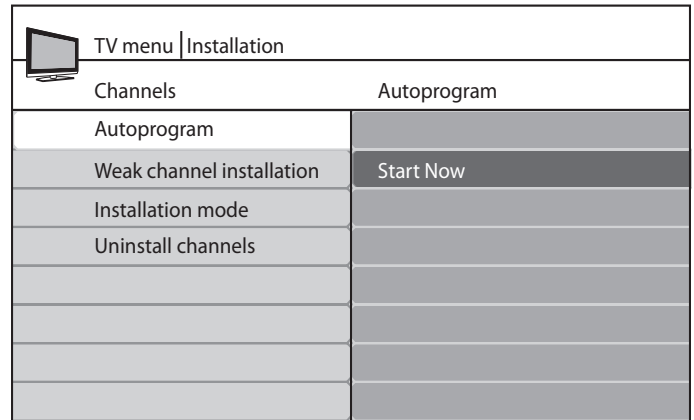 TV menu | Installation
Channels Autoprogram
Autoprogram
Weak channel installation Start Now
Installation mode
Uninstall channels